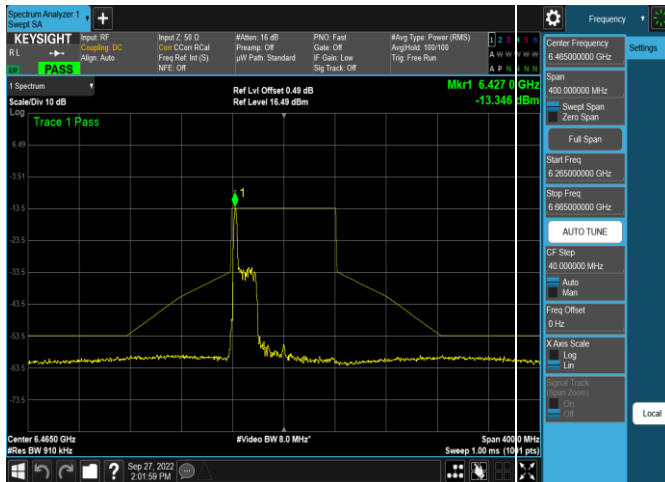 Spectrum Analyzer 1
Swept SA
Frequency
KEYSIGHT
RL
PASS
Input: RF
Coupling: DC
Align: Auto
Input Z: 50 Ω
Corr CCorr RCal
Freq Ref: Int (S)
NFE: Off
#Atten: 16 dB
Preamp: Off
µW Path: Standard
PNO: Fast
Gate: Off
IF Gain: Low
Sig Track: Off
#Avg Type: Power (RMS)
Avg|Hold: 100/100
Trig: Free Run
1 2 3 4 5 6
A W W W W W
A P N N N N
1 Spectrum
Scale/Div 10 dB
Log
Ref Lvl Offset 0.49 dB
Ref Level 16.49 dBm
Mkr1 6.427 0 GHz
-13.346 dBm
Trace 1 Pass
6.49
-3.51
-13.5
-23.5
-33.5
-43.5
-53.5
-63.5
-73.5
1
Center 6.4650 GHz
#Res BW 910 kHz
#Video BW 8.0 MHz*
Span 400.0 MHz
Sweep 1.00 ms (1001 pts)
Sep 27, 2022
2:01:59 PM
Center Frequency
6.465000000 GHz
Span
400.000000 MHz
Swept Span
Zero Span
Full Span
Start Freq
6.265000000 GHz
Stop Freq
6.665000000 GHz
AUTO TUNE
CF Step
40.000000 MHz
Auto
Man
Freq Offset
0 Hz
X Axis Scale
Log
Lin
Signal Track
(Span Zoom)
On
Off
Settings
Local